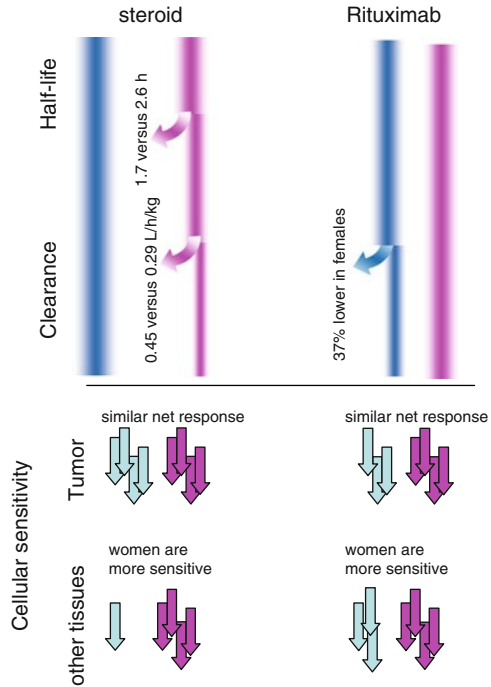 steroid
Rituximab
Half-life
1.7 versus 2.6 h
Clearance
0.45 versus 0.29 L/h/kg
37% lower in females
Cellular sensitivity
Tumor
similar net response
similar net response
other tissues
women are
more sensitive
women are
more sensitive